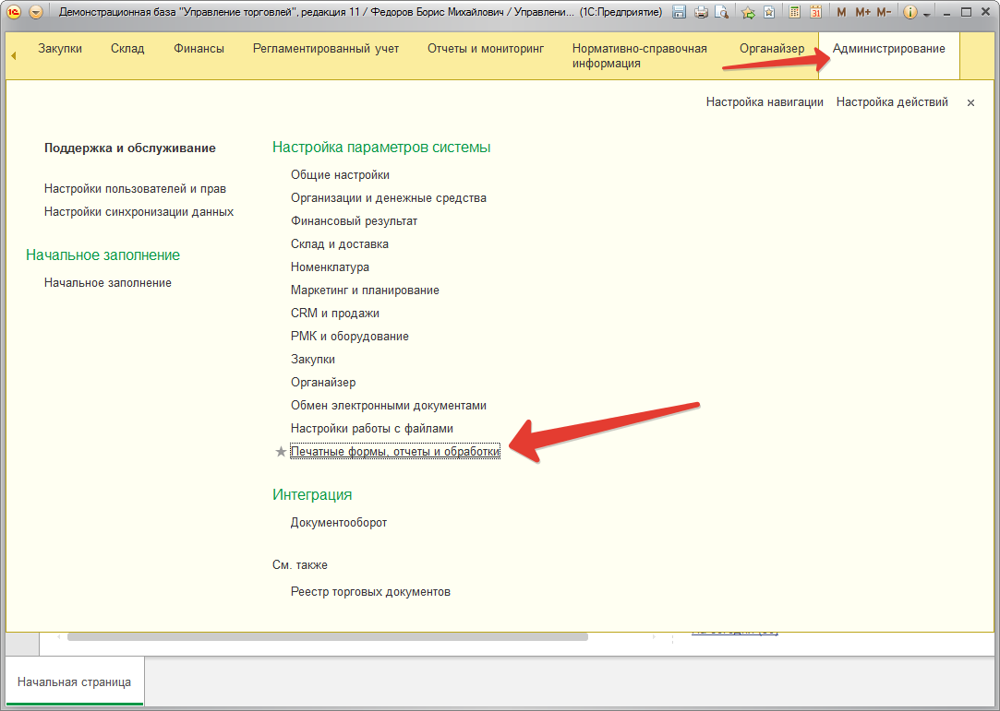 Демонстрационная база "Управление торговлей", редакция 11 / Федоров Борис Михайлович / Управлени... (1С:Предприятие)
M M+ M-
Закупки Склад Финансы Регламентированный учет Отчеты и мониторинг Нормативно-справочная информация Органайзер Администрирование
Настройка навигации Настройка действий
Поддержка и обслуживание
Настройки пользователей и прав
Настройки синхронизации данных
Начальное заполнение
Начальное заполнение
Настройка параметров системы
Общие настройки
Организации и денежные средства
Финансовый результат
Склад и доставка
Номенклатура
Маркетинг и планирование
CRM и продажи
РМК и оборудование
Закупки
Органайзер
Обмен электронными документами
Настройки работы с файлами
Печатные формы, отчеты и обработки
Интеграция
Документооборот
См. также
Реестр торговых документов
Начальная страница